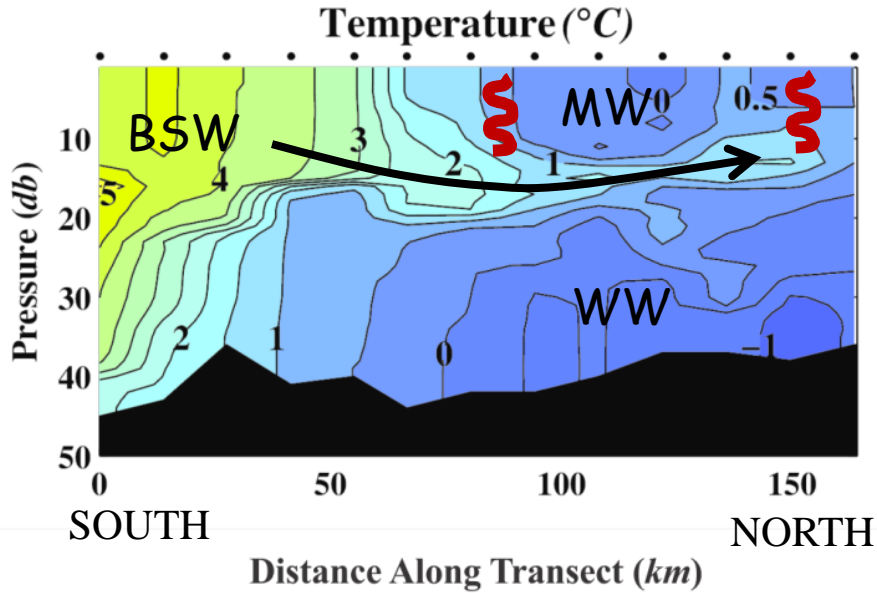 Temperature (°C)
BSW
MW
0
0.5
10
3
2
1
4
5
20
Pressure (db)
30
WW
2
1
0
−1
40
50
0
50
100
150
SOUTH
NORTH
Distance Along Transect (km)